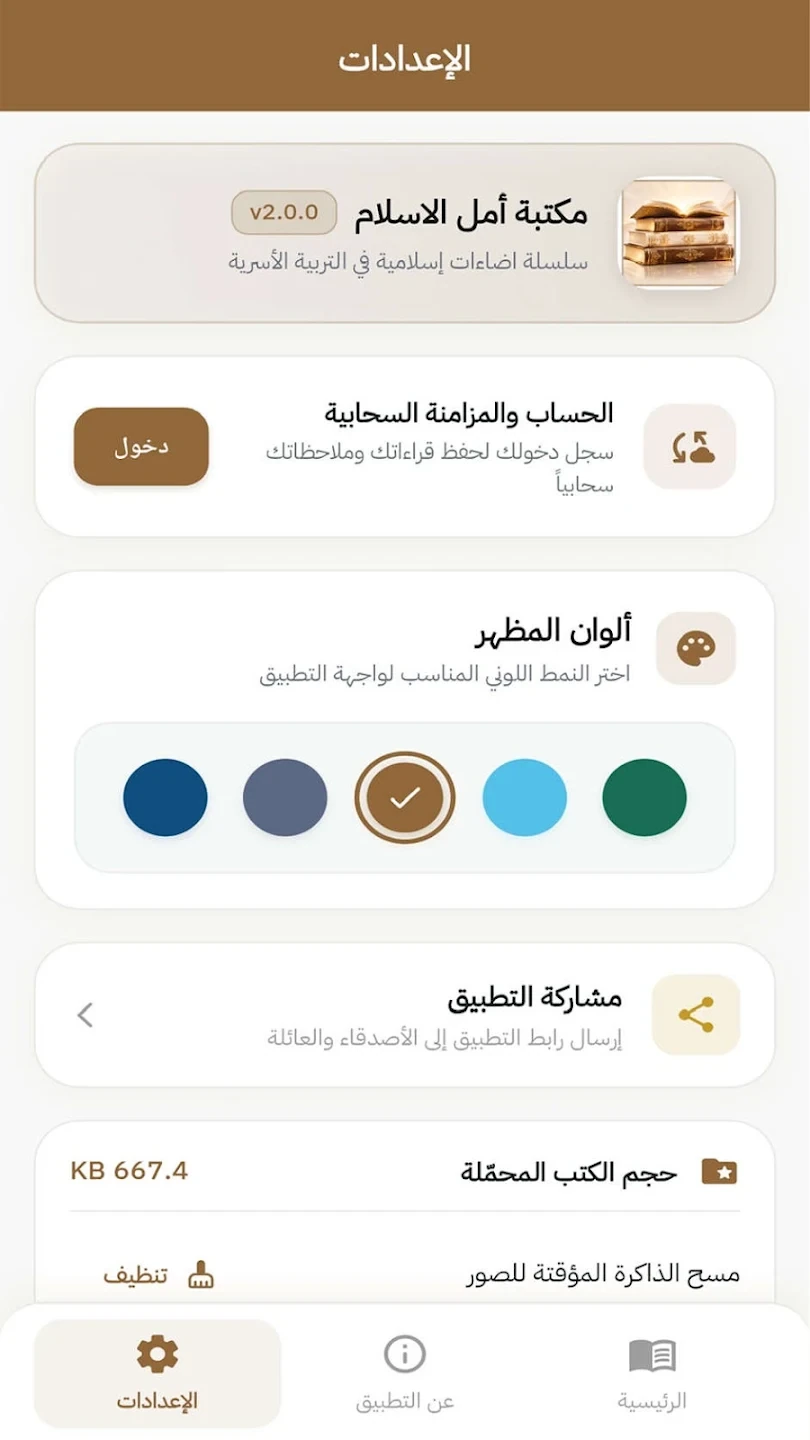 الإعدادات
مكتبة أمل الاسلام v2.0.0
سلسلة اضاءات إسلامية في التربية الأسرية
الحساب والمزامنة السحابية
سجل دخولك لحفظ قراءاتك وملاحظاتك
سحابياً
دخول
ألوان المظهر
اختر النمط اللوني المناسب لواجهة التطبيق
مشاركة التطبيق
إرسال رابط التطبيق إلى الأصدقاء والعائلة
حجم الكتب المحمّلة
KB 667.4
مسح الذاكرة المؤقتة للصور
تنظيف
الرئيسية
عن التطبيق
الإعدادات